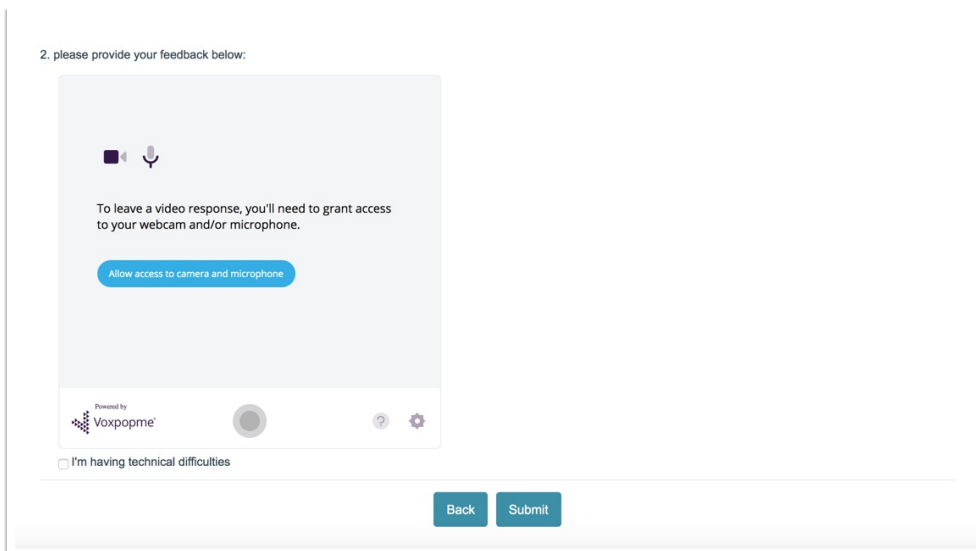 2. please provide your feedback below:
To leave a video response, you'll need to grant access
to your webcam and/or microphone.
Allow access to camera and microphone
Powered by
Voxpopme
?
I'm having technical difficulties
Back
Submit